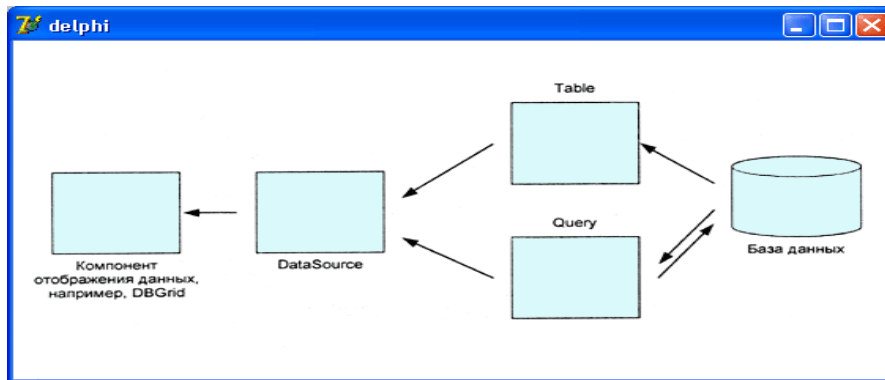 delphi
Table
Query
База данных
DataSource
Компонент
отображения данных,
например, DBGrid